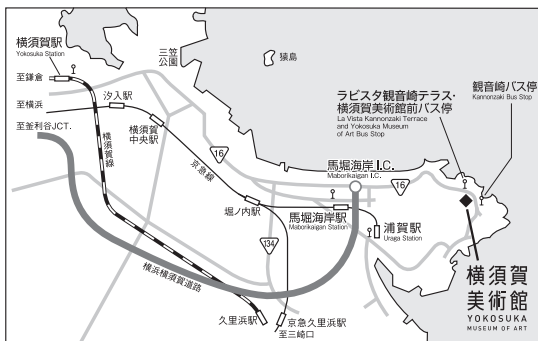 横須賀駅
Yokosuka Station
至鎌倉
至横浜
至釜利谷JCT.
汐入駅
三笠
公園
猿島
横須賀
中央駅
横須賀線
京急線
16
ラビスタ観音崎テラス・
横須賀美術館前バス停
La Vista Kannonzaki Terrace
and Yokosuka Museum
of Art Bus Stop
観音崎バス停
Kannonzaki Bus Stop
馬堀海岸I.C.
Maborikaigan I.C.
16
堀ノ内駅
馬堀海岸駅
Maborikaigan Station
浦賀駅
Uraga Station
134
横浜横須賀道路
久里浜駅
京急久里浜駅
至三崎口
横須賀
美術館
YOKOSUKA
MUSEUM OF ART